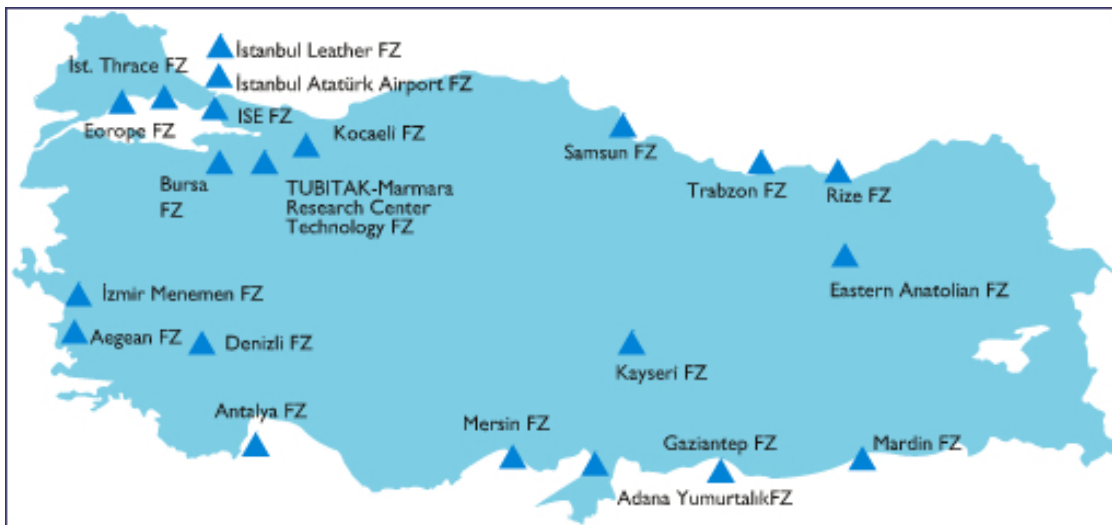 İstanbul Leather FZ
İst. Thrace FZ
İstanbul Atatürk Airport FZ
ISE FZ
Eorope FZ
Kocaeli FZ
Samsun FZ
Bursa
FZ
TUBITAK-Marmara
Research Center
Technology FZ
Trabzon FZ
Rize FZ
Eastern Anatolian FZ
İzmir Menemen FZ
Aegean FZ
Denizli FZ
Kayseri FZ
Antalya FZ
Mersin FZ
Gaziantep FZ
Mardin FZ
Adana YumurtalıkFZ